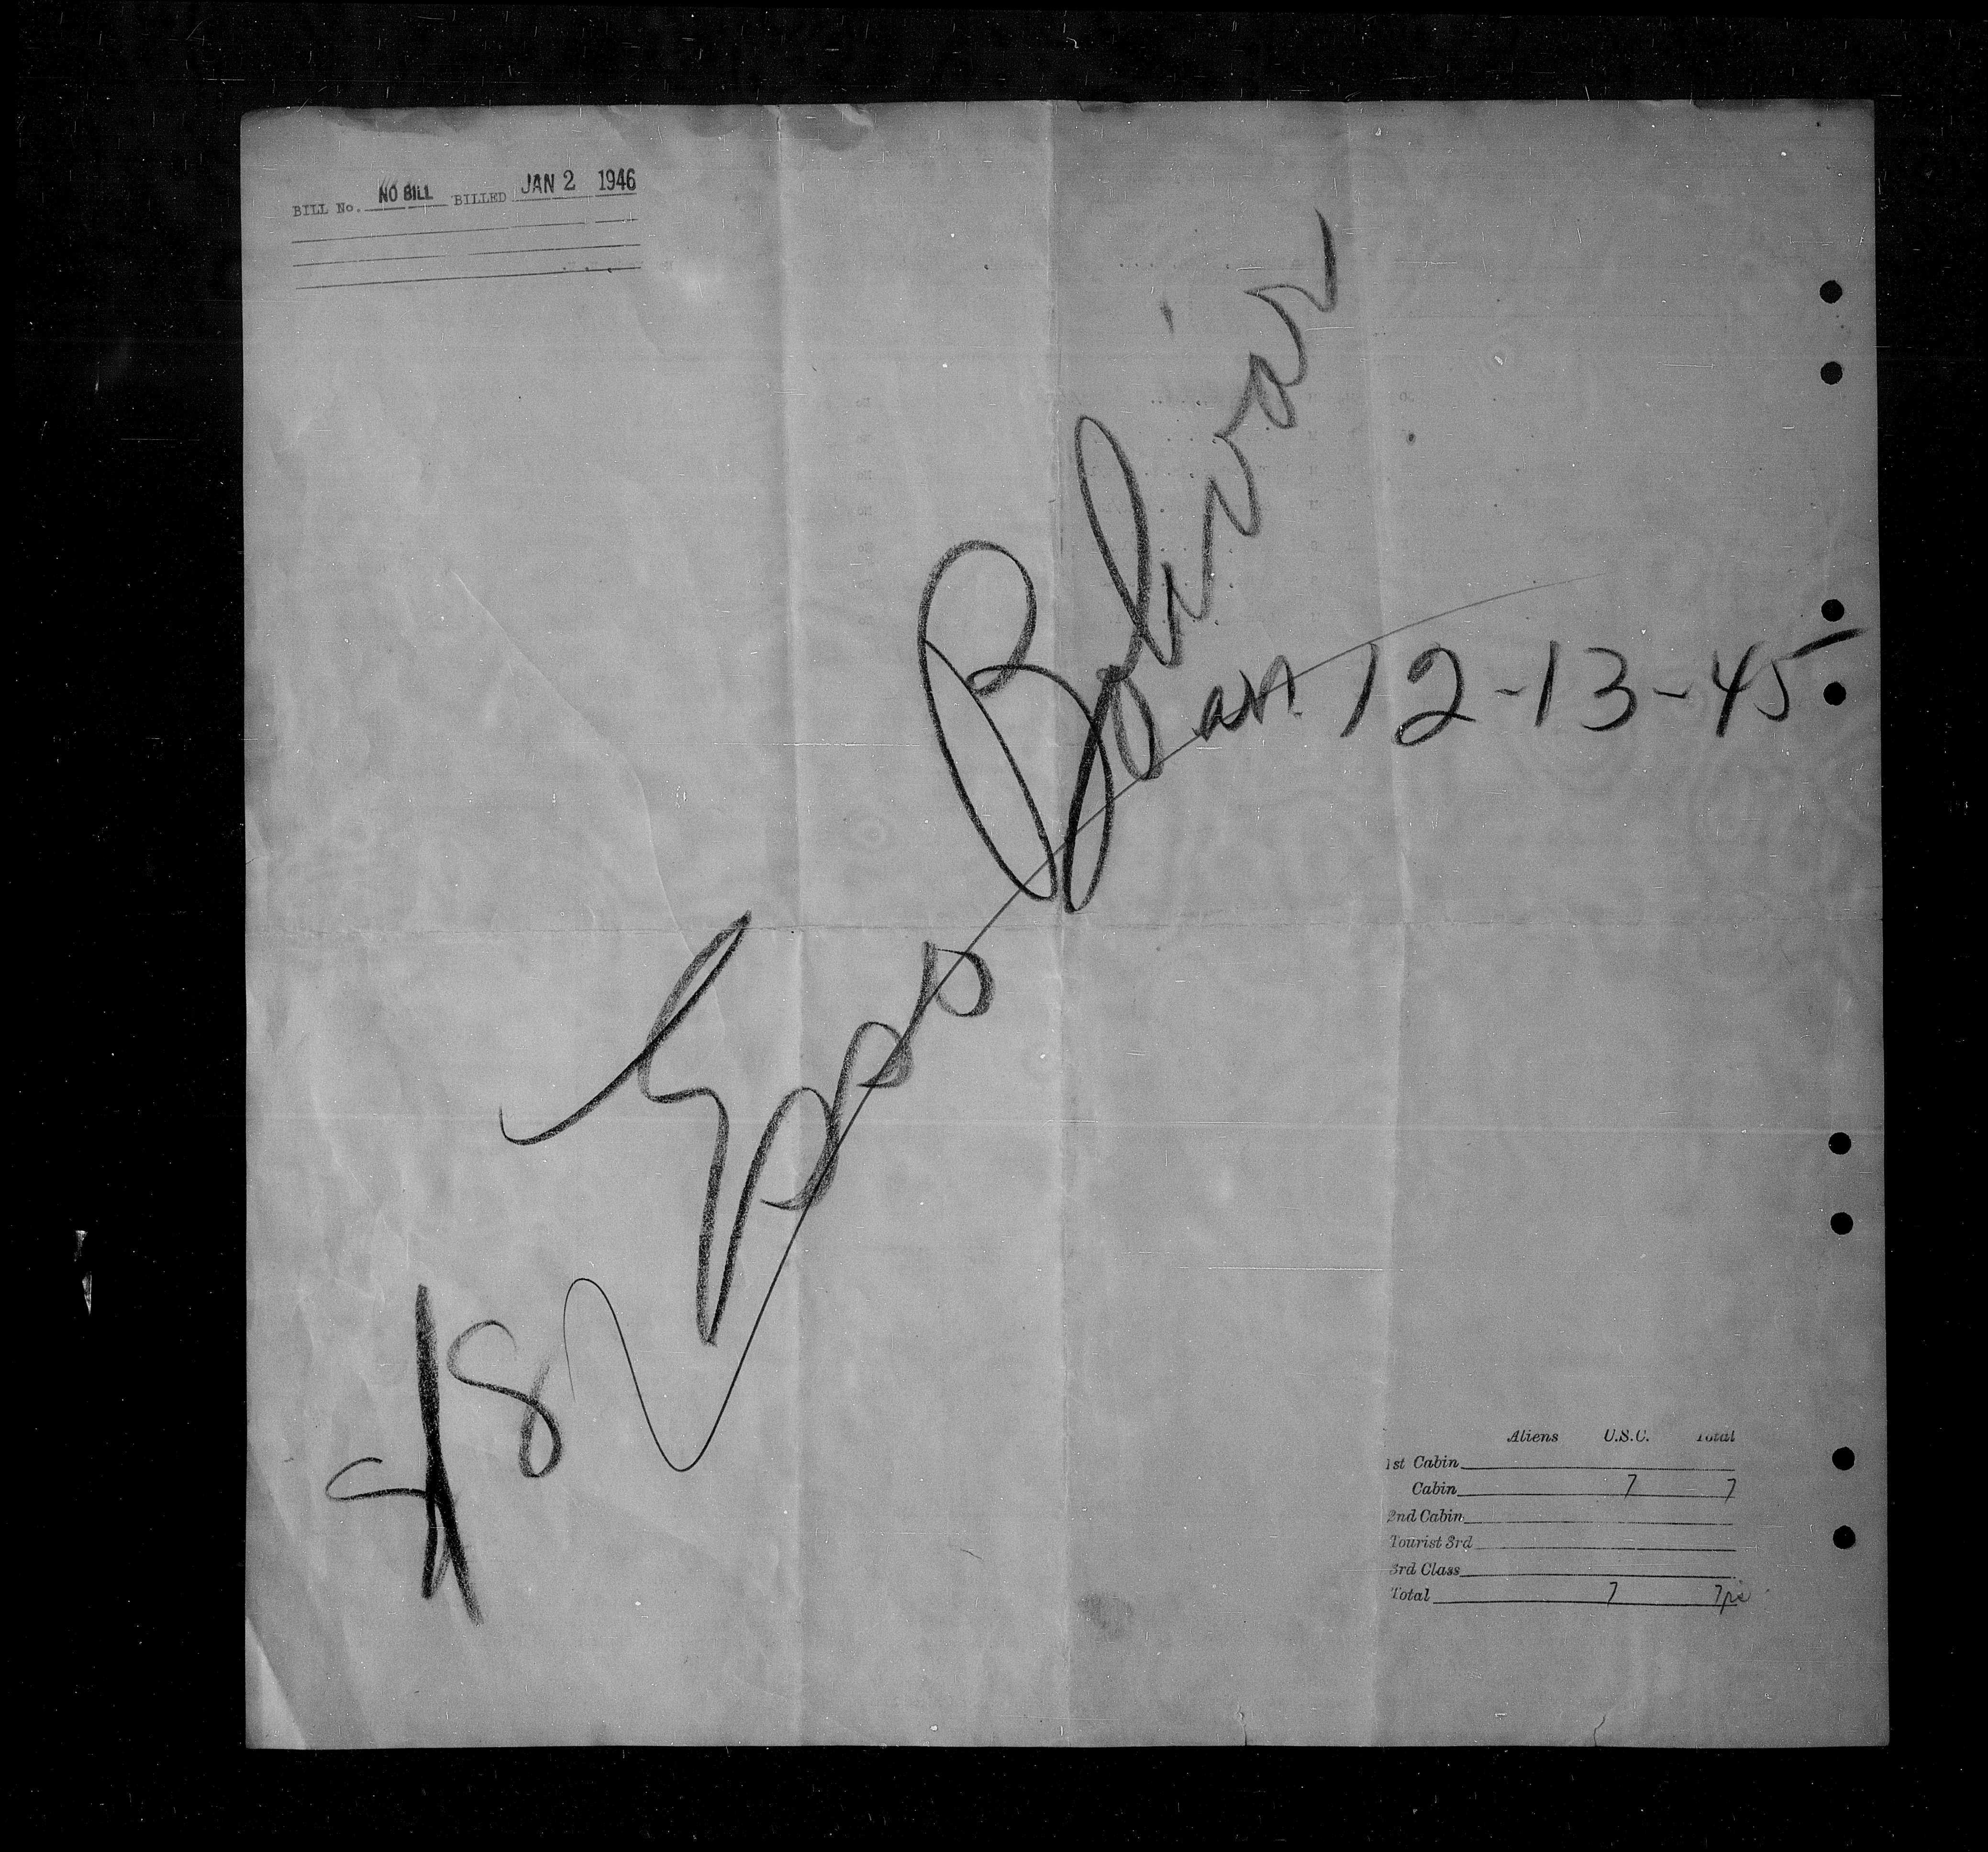 BILL No. NO BILL BILLED JAN 2 1946
SS Esso Bolivar
arr. 12-13-45
Aliens U.S.C. Total
1st Cabin
Cabin 7 7
2nd Cabin
Tourist 3rd
3rd Class
Total 7 7